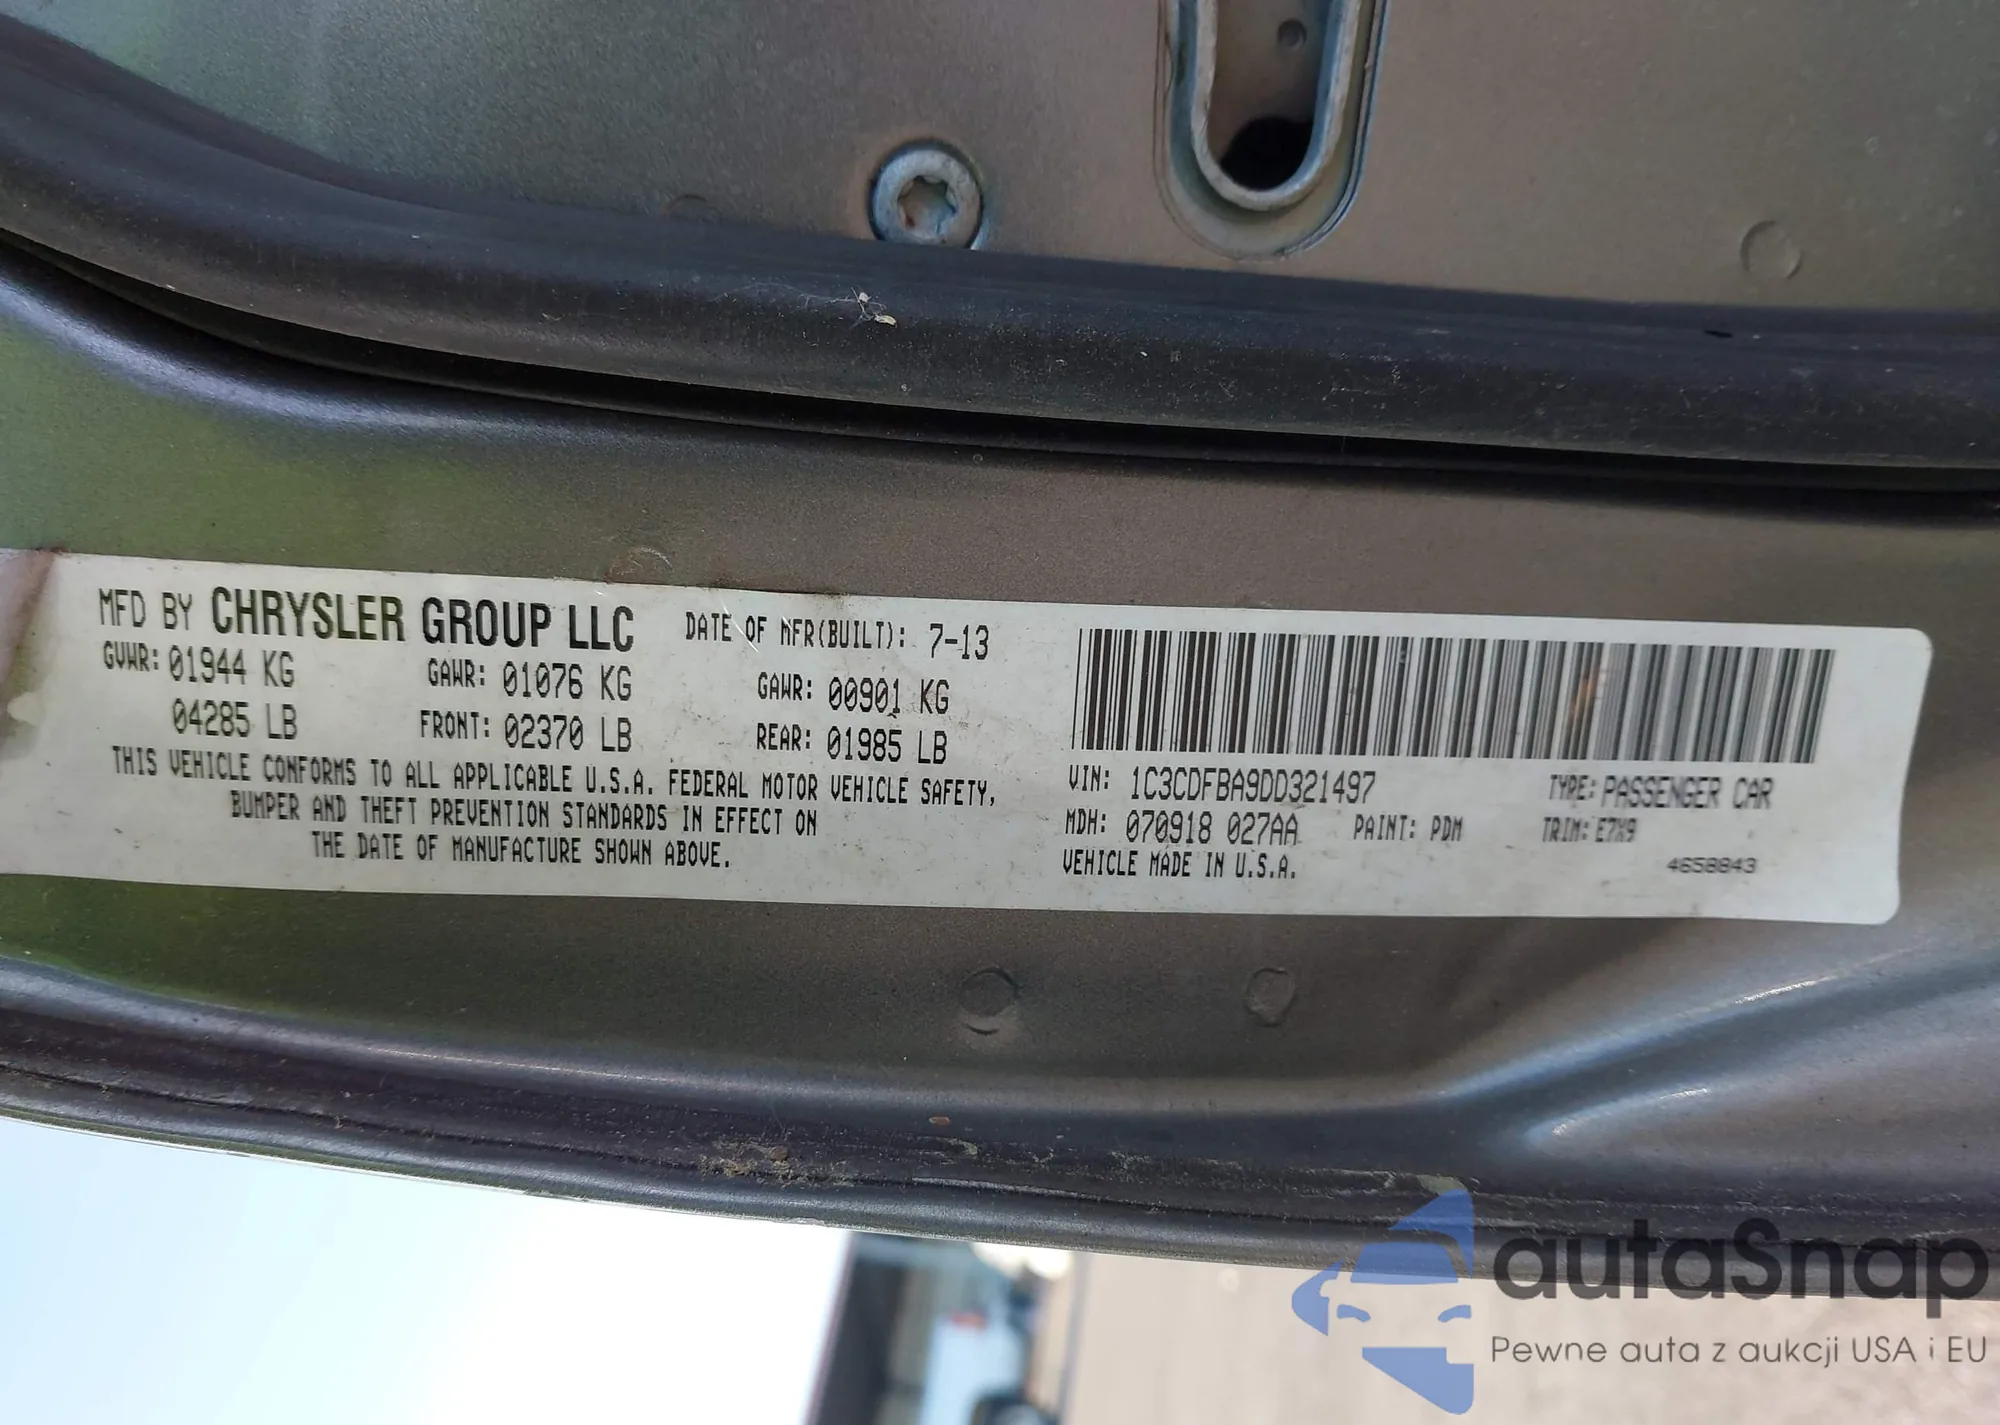 MFD BY CHRYSLER GROUP LLC DATE OF MFR(BUILT): 7-13
GVWR: 01944 KG GAWR: 01076 KG GAWR: 00901 KG
04285 LB FRONT: 02370 LB REAR: 01985 LB
THIS VEHICLE CONFORMS TO ALL APPLICABLE U.S.A. FEDERAL MOTOR VEHICLE SAFETY,
BUMPER AND THEFT PREVENTION STANDARDS IN EFFECT ON
THE DATE OF MANUFACTURE SHOWN ABOVE.
VIN: 1C3CDFBA9DD321497 TYPE: PASSENGER CAR
MDH: 070918 027AA PAINT: PDM TRIM: E7X9
VEHICLE MADE IN U.S.A. 4658843
autaSnap
Pewne auta z aukcji USA i EU